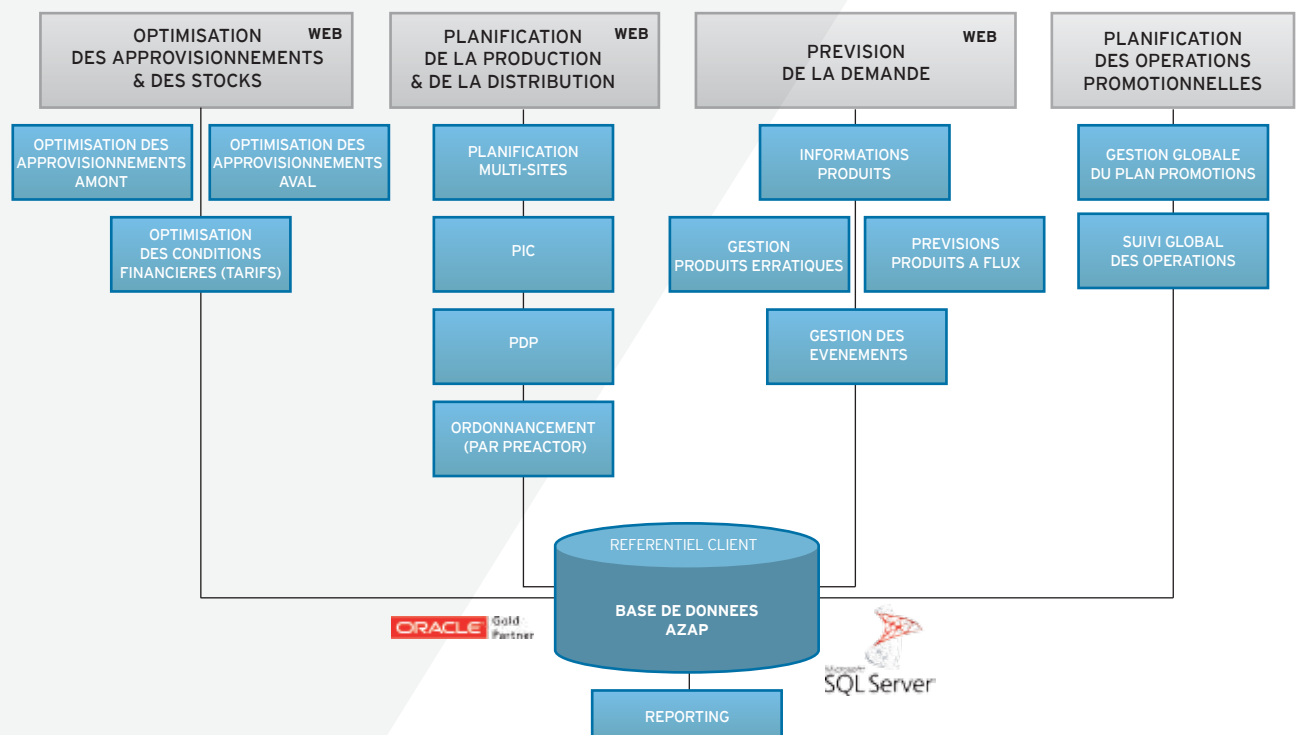 OPTIMISATION
DES APPROVISIONNEMENTS
& DES STOCKS
WEB
PLANIFICATION
DE LA PRODUCTION
& DE LA DISTRIBUTION
WEB
PREVISION
DE LA DEMANDE
WEB
PLANIFICATION
DES OPERATIONS
PROMOTIONNELLES
OPTIMISATION DES
APPROVISIONNEMENTS
AMONT
OPTIMISATION DES
APPROVISIONNEMENTS
AVAL
OPTIMISATION
DES CONDITIONS
FINANCIERES (TARIFS)
PLANIFICATION
MULTI-SITES
PIC
PDP
ORDONNANCEMENT
(PAR PREACTOR)
INFORMATIONS
PRODUITS
GESTION
PRODUITS ERRATIQUES
PREVISIONS
PRODUITS A FLUX
GESTION DES
EVENEMENTS
GESTION GLOBALE
DU PLAN PROMOTIONS
SUIVI GLOBAL
DES OPERATIONS
REFERENTIEL CLIENT
BASE DE DONNEES
AZAP
ORACLE
Gold
Partner
Microsoft
SQL Server
REPORTING